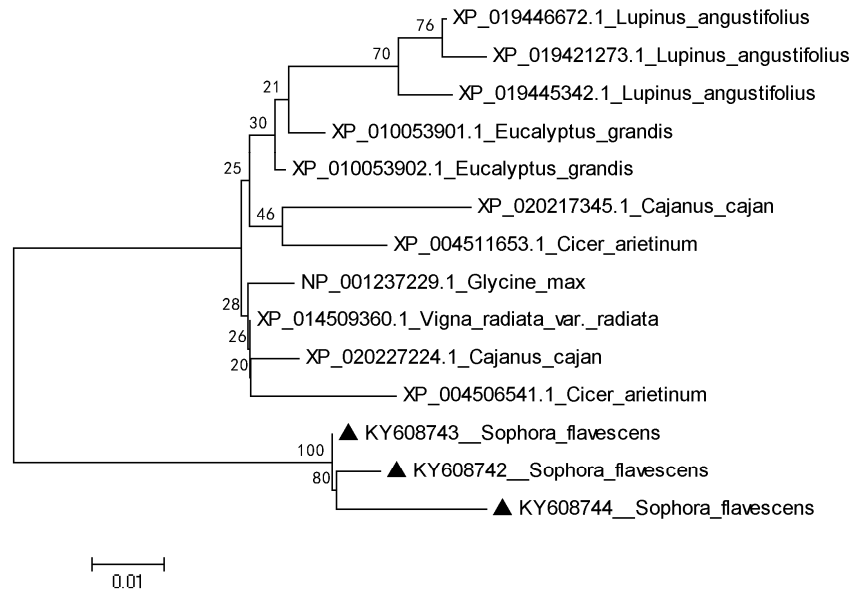 76
XP_019446672.1_Lupinus_angustifolius
70
XP_019421273.1_Lupinus_angustifolius
21
XP_019445342.1_Lupinus_angustifolius
30
XP_010053901.1_Eucalyptus_grandis
25
XP_010053902.1_Eucalyptus_grandis
46
XP_020217345.1_Cajanus_cajan
XP_004511653.1_Cicer_arietinum
NP_001237229.1_Glycine_max
28
XP_014509360.1_Vigna_radiata_var._radiata
26
XP_020227224.1_Cajanus_cajan
20
XP_004506541.1_Cicer_arietinum
100
KY608743__Sophora_flavescens
80
KY608742__Sophora_flavescens
KY608744__Sophora_flavescens
0.01